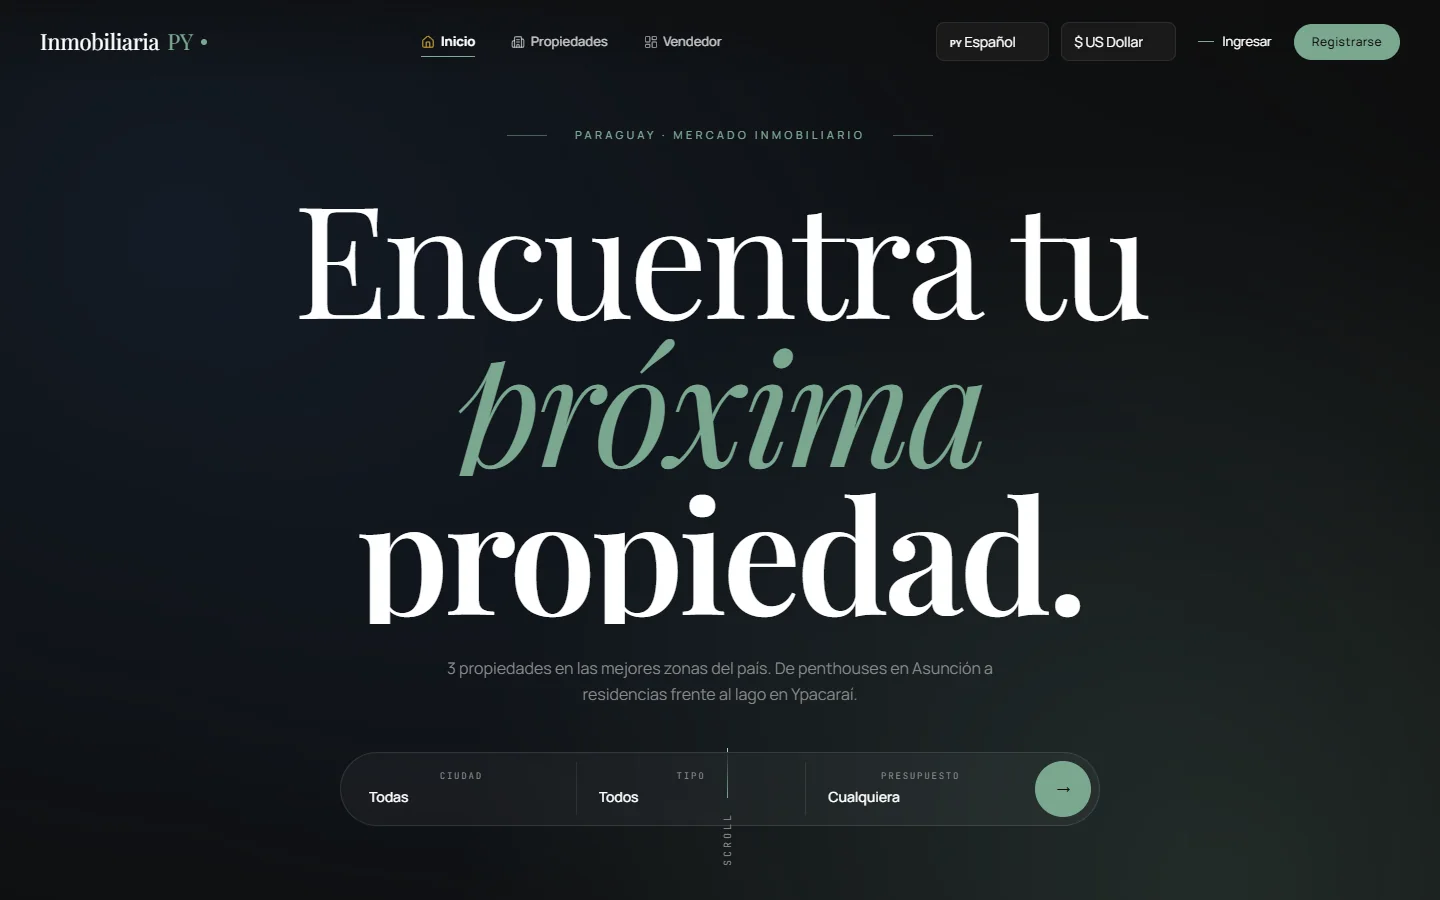 Inmobiliaria PY
Inicio
Propiedades
Vendedor
PY Español
$ US Dollar
Ingresar
Registrarse
PARAGUAY · MERCADO INMOBILIARIO
Encuentra tu
próxima
propiedad.
3 propiedades en las mejores zonas del país. De penthouses en Asunción a
residencias frente al lago en Ypacaraí.
CIUDAD
Todas
TIPO
Todos
PRESUPUESTO
Cualquiera
→
SCROLL